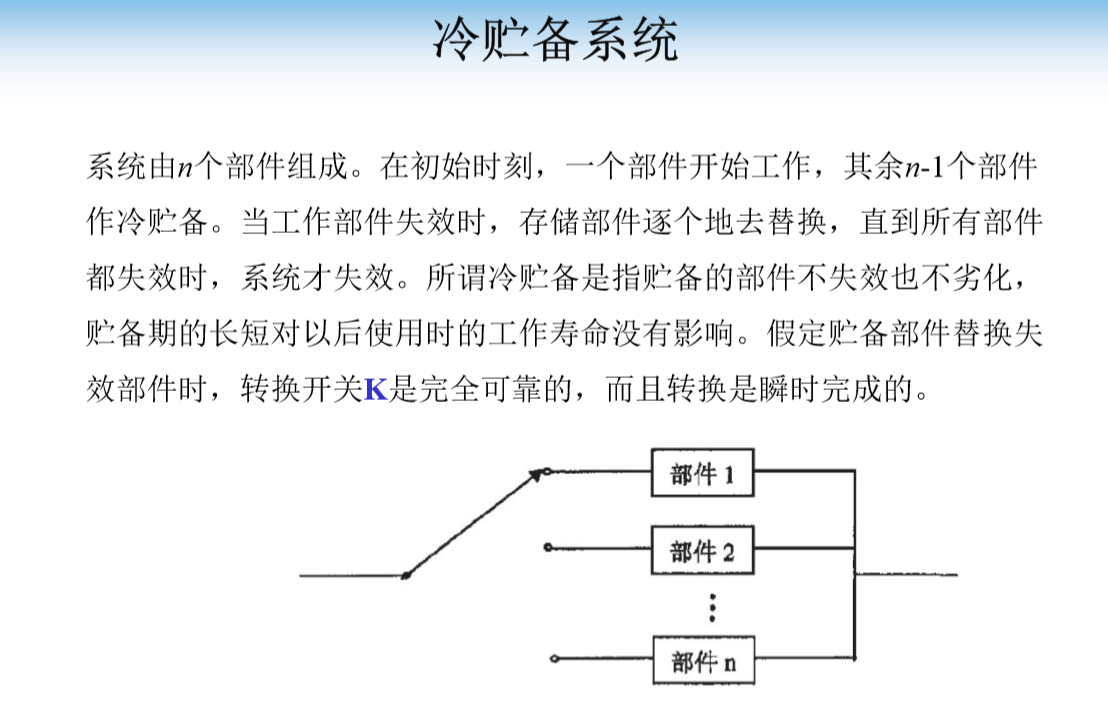 冷贮备系统
系统由n个部件组成。在初始时刻，一个部件开始工作，其余n-1个部件
作冷贮备。当工作部件失效时，存储部件逐个地去替换，直到所有部件
都失效时，系统才失效。所谓冷贮备是指贮备的部件不失效也不劣化，
贮备期的长短对以后使用时的工作寿命没有影响。假定贮备部件替换失
效部件时，转换开关K是完全可靠的，而且转换是瞬时完成的。
部件 1
部件 2
⋮
部件 n